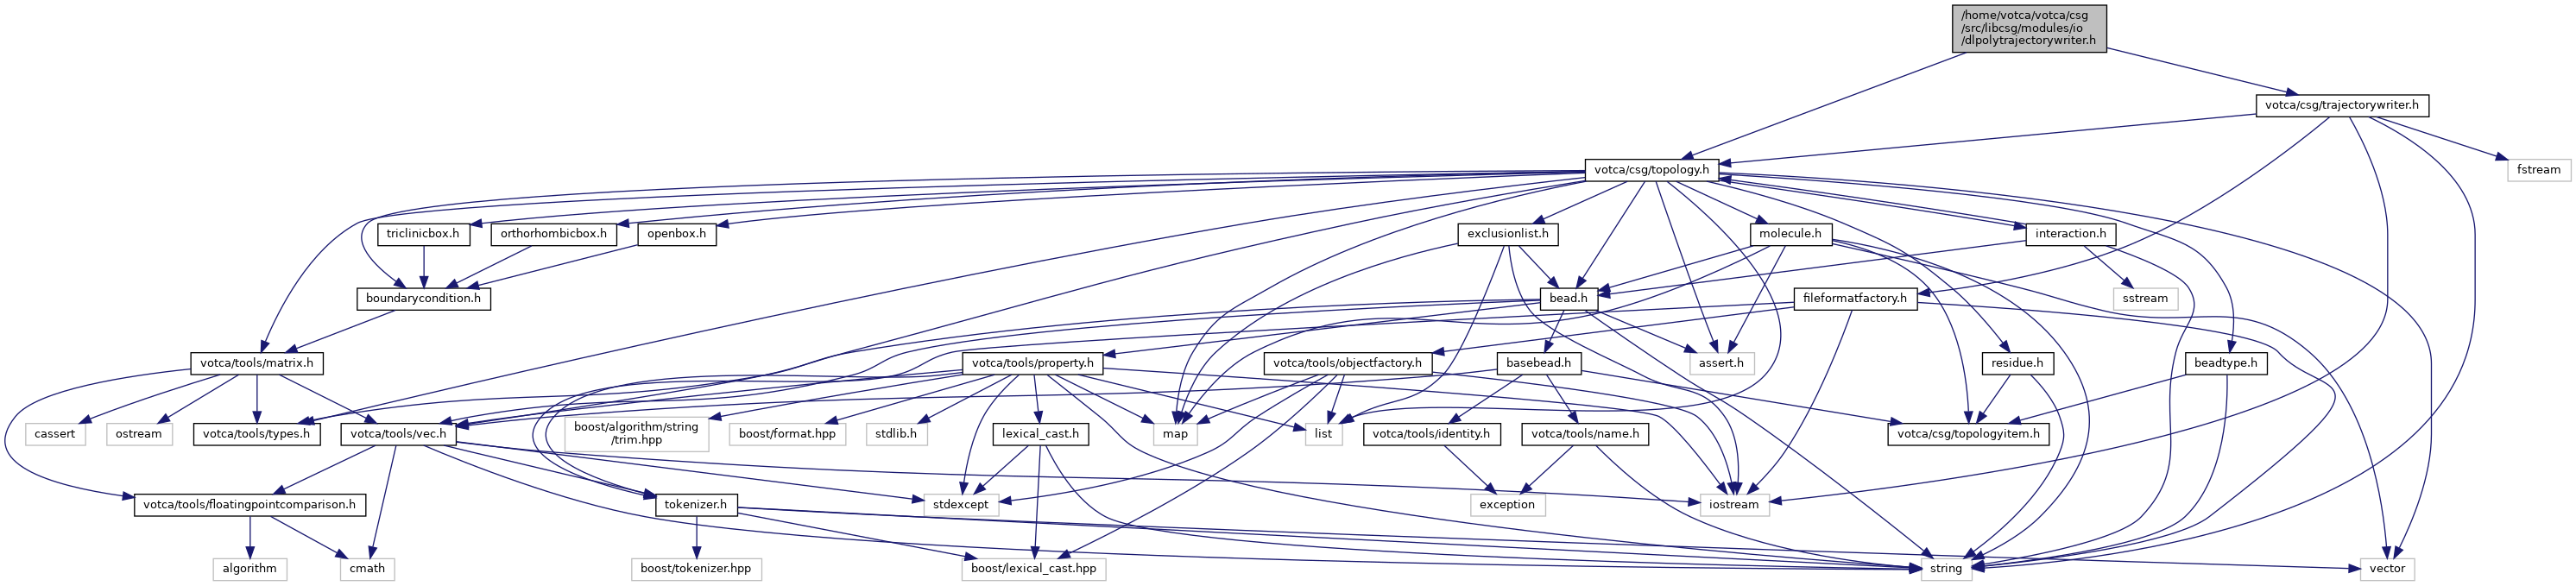 /home/votca/votca/csg
/src/libcsg/modules/io
/dlpolytrajectorywriter.h
votca/csg/trajectorywriter.h
votca/csg/topology.h
fstream
triclinicbox.h
orthorhombicbox.h
openbox.h
exclusionlist.h
molecule.h
interaction.h
boundarycondition.h
bead.h
fileformatfactory.h
sstream
votca/tools/matrix.h
votca/tools/property.h
votca/tools/objectfactory.h
basebead.h
assert.h
residue.h
beadtype.h
cassert
ostream
votca/tools/types.h
votca/tools/vec.h
boost/algorithm/string
/trim.hpp
boost/format.hpp
stdlib.h
lexical_cast.h
map
list
votca/tools/identity.h
votca/tools/name.h
votca/csg/topologyitem.h
votca/tools/floatingpointcomparison.h
tokenizer.h
stdexcept
exception
iostream
algorithm
cmath
boost/tokenizer.hpp
boost/lexical_cast.hpp
string
vector